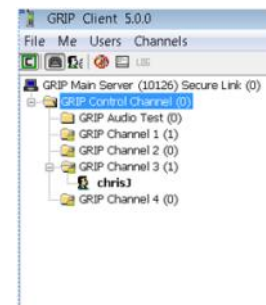 GRIP Client 5.0.0
File Me Users Channels
LOG
GRIP Main Server (10126) Secure Link (0)
GRIP Control Channel (0)
GRIP Audio Test (0)
GRIP Channel 1 (1)
GRIP Channel 2 (0)
GRIP Channel 3 (1)
chrisJ
GRIP Channel 4 (0)